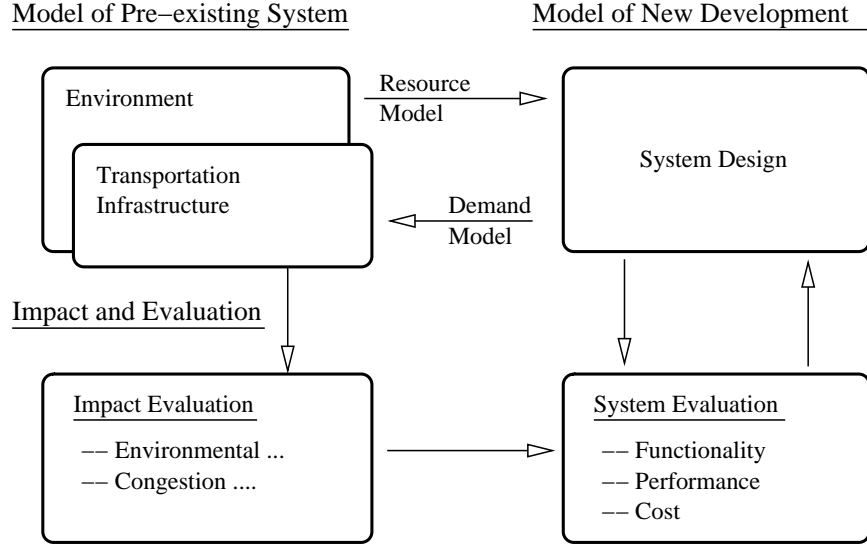 Model of Pre−existing System
Model of New Development
Environment
Resource
Model
Transportation
Infrastructure
System Design
Demand
Model
Impact and Evaluation
Impact Evaluation
−− Environmental ...
−− Congestion ....
System Evaluation
−− Functionality
−− Performance
−− Cost